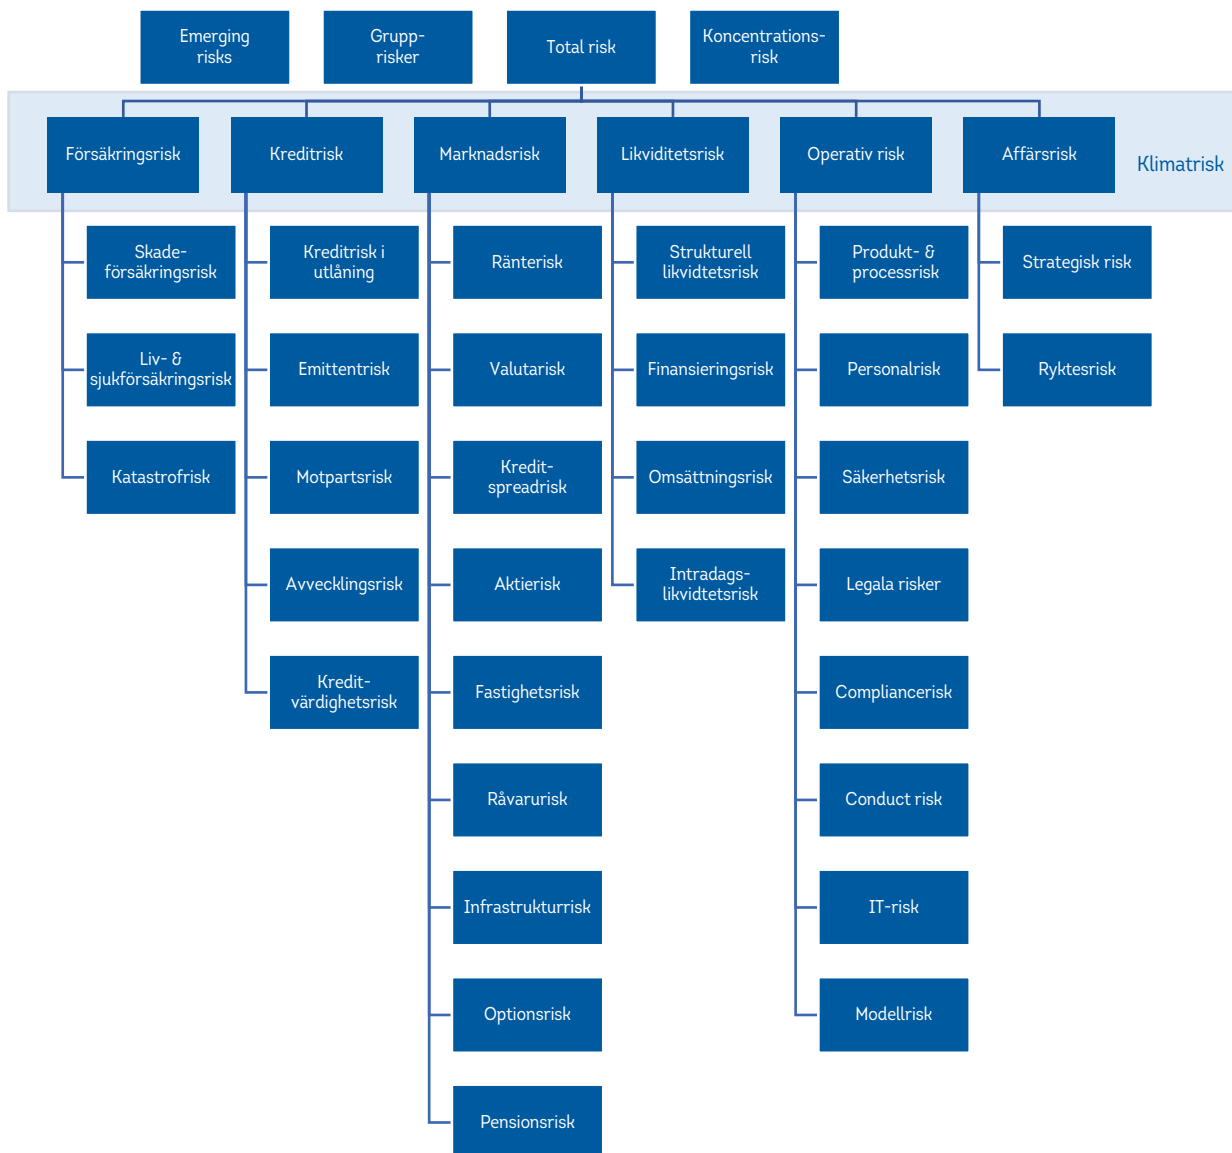 Emerging
risks
Grupp-
risker
Total risk
Koncentrations-
risk
Försäkringsrisk
Kreditrisk
Marknadsrisk
Likviditetsrisk
Operativ risk
Affärsrisk
Klimatrisk
Skade-
försäkringsrisk
Liv- &
sjukförsäkringsrisk
Katastrofrisk
Kreditrisk i
utlåning
Emittentrisk
Motpartsrisk
Avvecklingsrisk
Kredit-
värdighetsrisk
Ränterisk
Valutarisk
Kredit-
spreadrisk
Aktierisk
Fastighetsrisk
Råvarurisk
Infrastrukturrisk
Optionsrisk
Pensionsrisk
Strukturell
likvidtetsrisk
Finansieringsrisk
Omsättningsrisk
Intradags-
likvidtetsrisk
Produkt- &
processrisk
Personalrisk
Säkerhetsrisk
Legala risker
Compliancerisk
Conduct risk
IT-risk
Modellrisk
Strategisk risk
Ryktesrisk